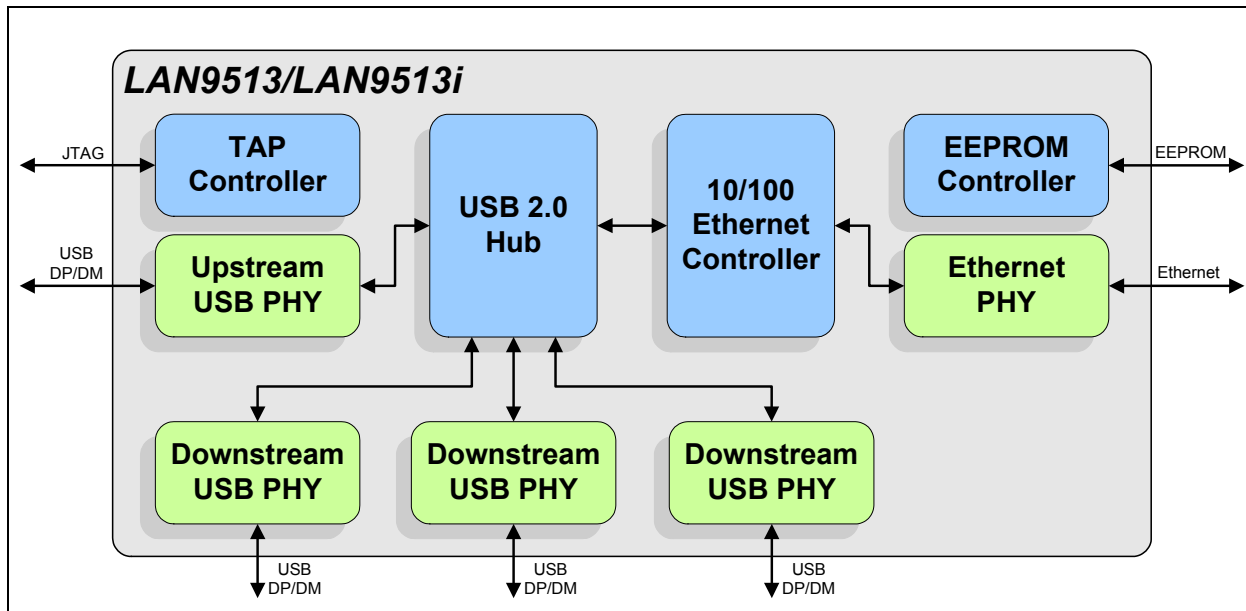 LAN9513/LAN9513i
TAP
Controller
JTAG
USB 2.0
Hub
10/100
Ethernet
Controller
EEPROM
Controller
EEPROM
USB
DP/DM
Upstream
USB PHY
Ethernet
PHY
Ethernet
Downstream
USB PHY
Downstream
USB PHY
Downstream
USB PHY
USB
DP/DM
USB
DP/DM
USB
DP/DM